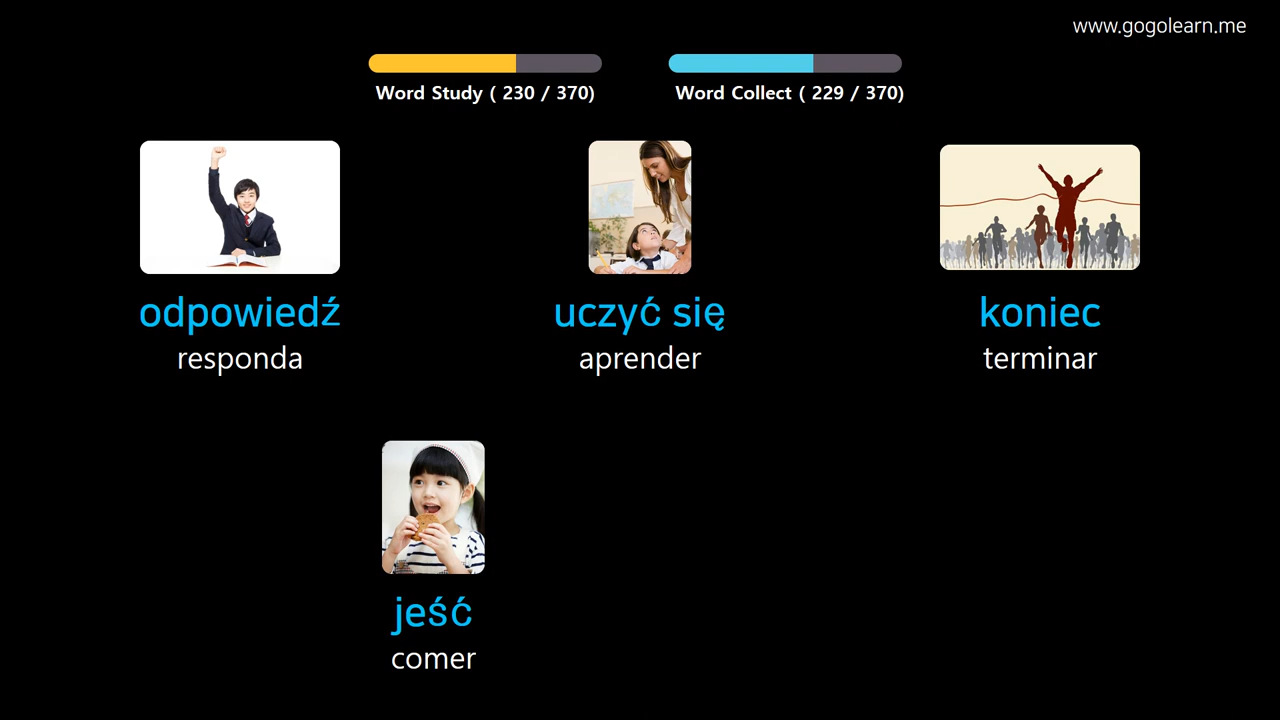 www.gogolearn.me
Word Study ( 230 / 370)
Word Collect ( 229 / 370)
odpowiedź
responda
uczyć się
aprender
koniec
terminar
jeść
comer